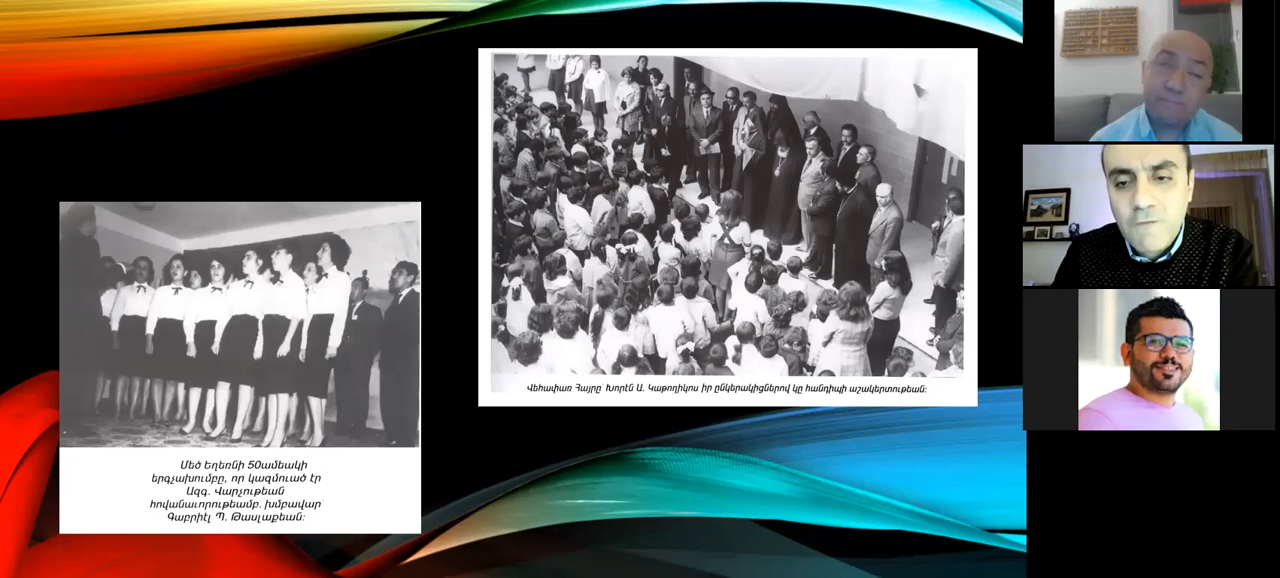 Վեհափառ Հայրը՝ Խորէն Ա. Կաթողիկոս իր ընկերակիցներով կը հանդիպի աշակերտութեան։
Մեծ Եղեռնի 50ամեակի
երգչախումբը, որ կազմուած էր
Ազգ. Վարչութեան
հովանաւորութեամբ. խմբավար՝
Գաբրիէլ Պ. Թասլաքեան։